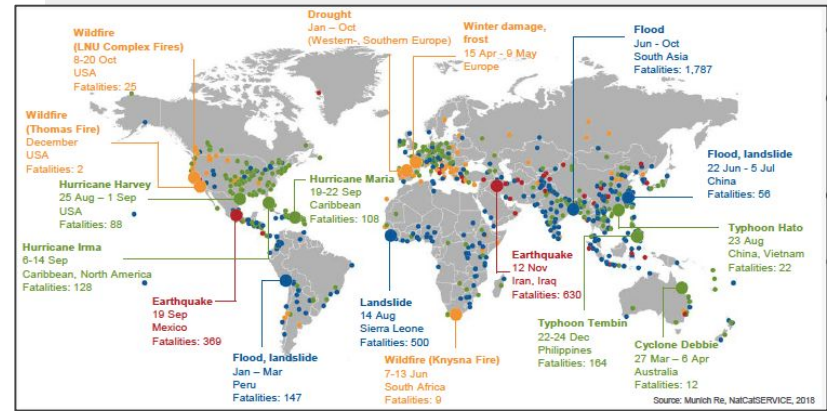 Wildfire
(LNU Complex Fires)
8-20 Oct
USA
Fatalities: 25
Drought
Jan – Oct
(Western-, Southern Europe)
Winter damage,
frost
15 Apr - 9 May
Europe
Flood
Jun - Oct
South Asia
Fatalities: 1,787
Wildfire
(Thomas Fire)
December
USA
Fatalities: 2
Flood, landslide
22 Jun - 5 Jul
China
Fatalities: 56
Hurricane Harvey
25 Aug – 1 Sep
USA
Fatalities: 88
Hurricane Maria
19-22 Sep
Caribbean
Fatalities: 108
Typhoon Hato
23 Aug
China, Vietnam
Fatalities: 22
Hurricane Irma
6-14 Sep
Caribbean, North America
Fatalities: 128
Earthquake
12 Nov
Iran, Iraq
Fatalities: 630
Earthquake
19 Sep
Mexico
Fatalities: 369
Landslide
14 Aug
Sierra Leone
Fatalities: 500
Typhoon Tembin
22-24 Dec
Philippines
Fatalities: 164
Cyclone Debbie
27 Mar – 6 Apr
Australia
Fatalities: 12
Flood, landslide
Jan – Mar
Peru
Fatalities: 147
Wildfire (Knysna Fire)
7-13 Jun
South Africa
Fatalities: 9
Source: Munich Re, NatCatSERVICE, 2018